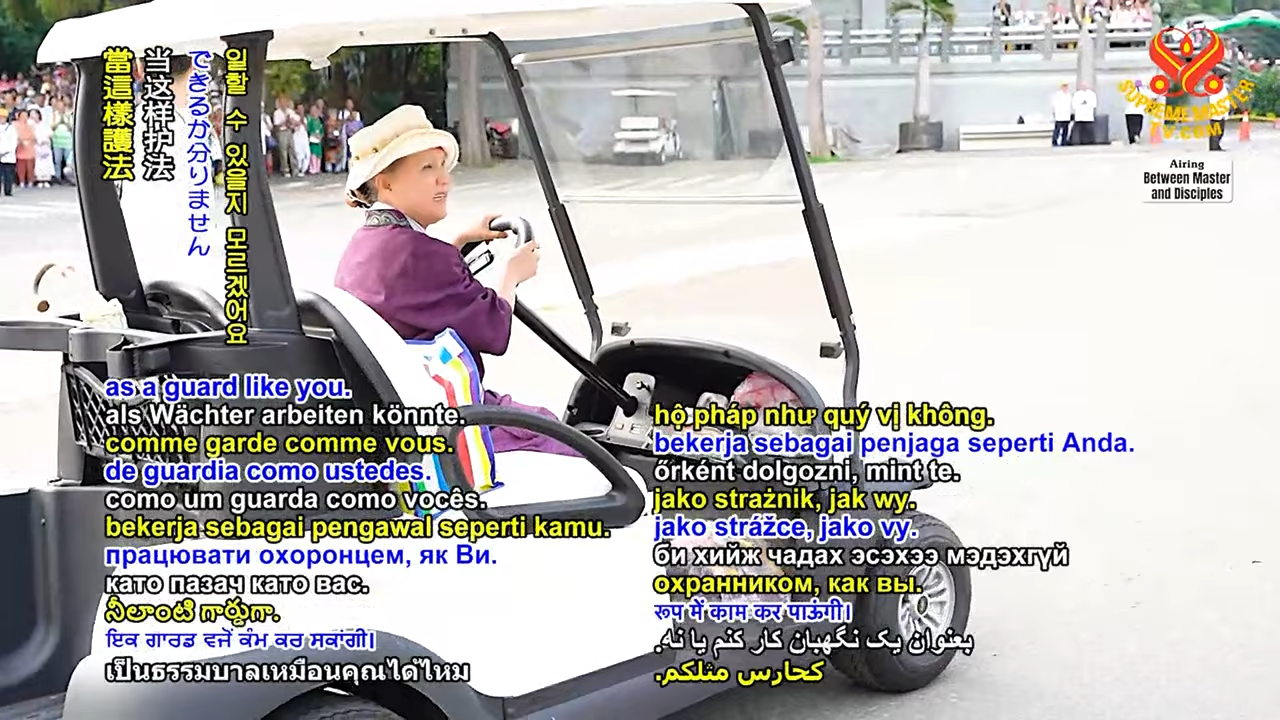 當這樣護法
当这样护法
できるか分りません
일할 수 있을지 모르겠어요
as a guard like you.
als Wächter arbeiten könnte.
comme garde comme vous.
de guardia como ustedes.
como um guarda como vocês.
bekerja sebagai pengawal seperti kamu.
працювати охоронцем, як Ви.
като пазач като вас.
నీలాంటి గార్డుగా.
ਇਕ ਗਾਰਡ ਵਜੋਂ ਕੰਮ ਕਰ ਸਕਾਂਗੀ।
เป็นธรรมบาลเหมือนคุณได้ไหม
hộ pháp như quý vị không.
bekerja sebagai penjaga seperti Anda.
őrként dolgozni, mint te.
jako strażnik, jak wy.
jako strážce, jako vy.
би хийж чадах эсэхээ мэдэхгүй
охранником, как вы.
रूप में काम कर पाऊंगी।
بعنوان یک نگهبان کار کنم یا نه.
كحارس مثلكم.
SUPREMEMASTER
TV.COM
Airing
Between Master
and Disciples